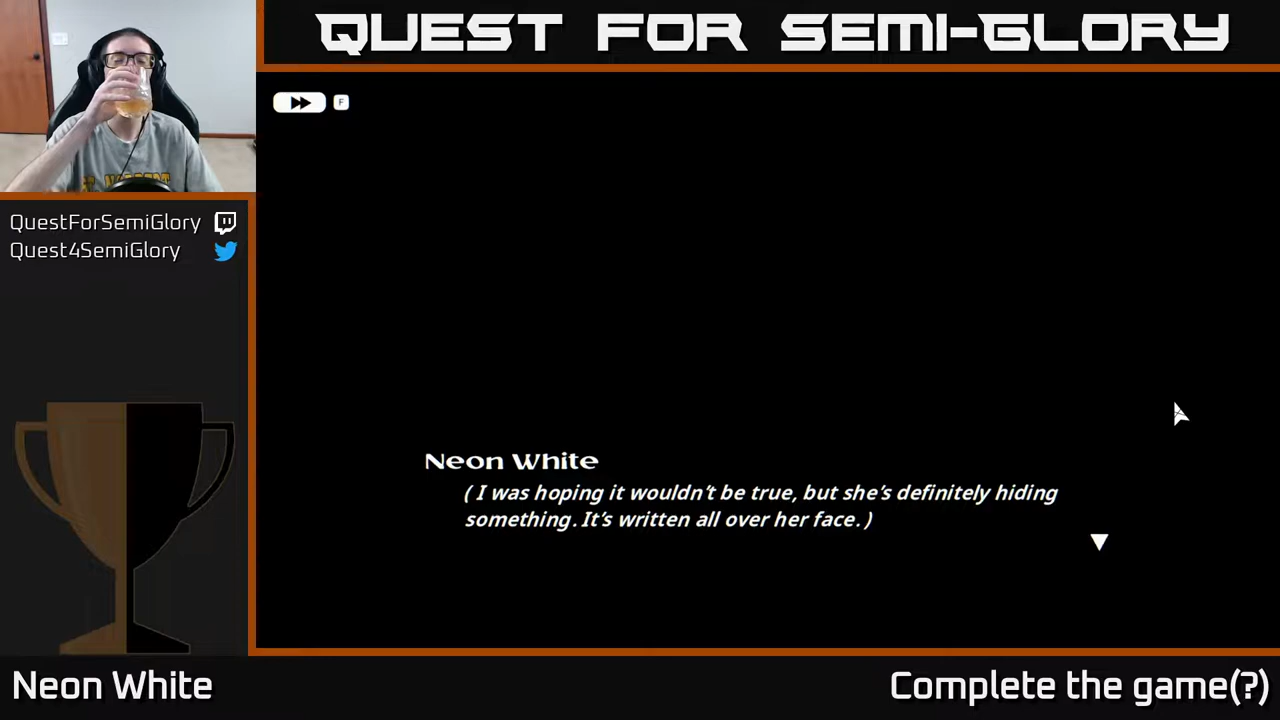 QUEST FOR SEMI-GLORY
F
QuestForSemiGlory
Quest4SemiGlory
Neon White
( I was hoping it wouldn't be true, but she's definitely hiding
something. It's written all over her face. )
Neon White
Complete the game(?)